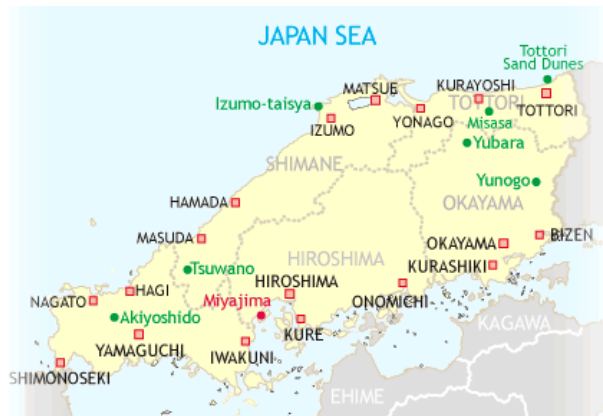 JAPAN SEA
Tottori
Sand Dunes
MATSUE
KURAYOSHI
Izumo-taisya
TOTTORI
TOTTORI
IZUMO
YONAGO
Misasa
Yubara
SHIMANE
Yunogo
HAMADA
OKAYAMA
MASUDA
BIZEN
OKAYAMA
HIROSHIMA
KURASHIKI
Tsuwano
HIROSHIMA
HAGI
NAGATO
Miyajima
ONOMICHI
Akiyoshido
KURE
KAGAWA
YAMAGUCHI
IWAKUNI
SHIMONOSEKI
EHIME